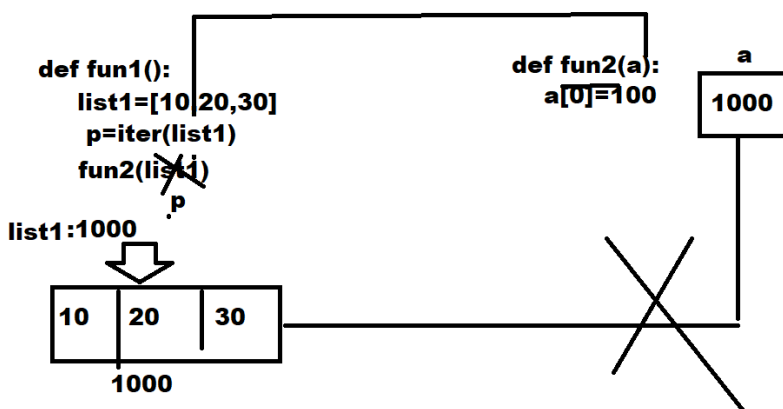 def fun1():
list1=[10,20,30]
p=iter(list1)
fun2(list1)
p
list1:1000
10 20 30
1000
def fun2(a):
a[0]=100
a
1000